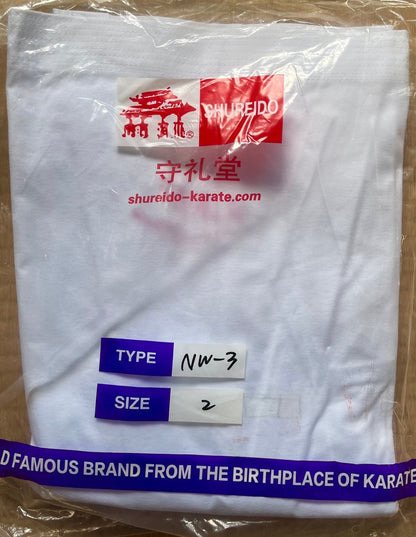 SHUREIDO
®
守礼堂
shureido-karate.com
TYPE NW-3
SIZE 2
D FAMOUS BRAND FROM THE BIRTHPLACE OF KARATE